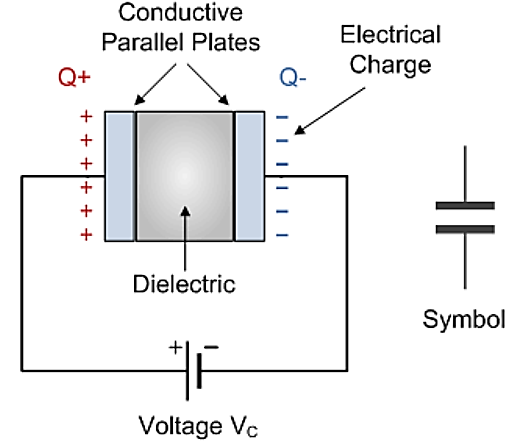 Conductive
Parallel Plates
Electrical
Charge
Q+
Q-
+ −
+ −
+ −
+ −
+ −
+ −
Dielectric
Symbol
+ −
Voltage Vc